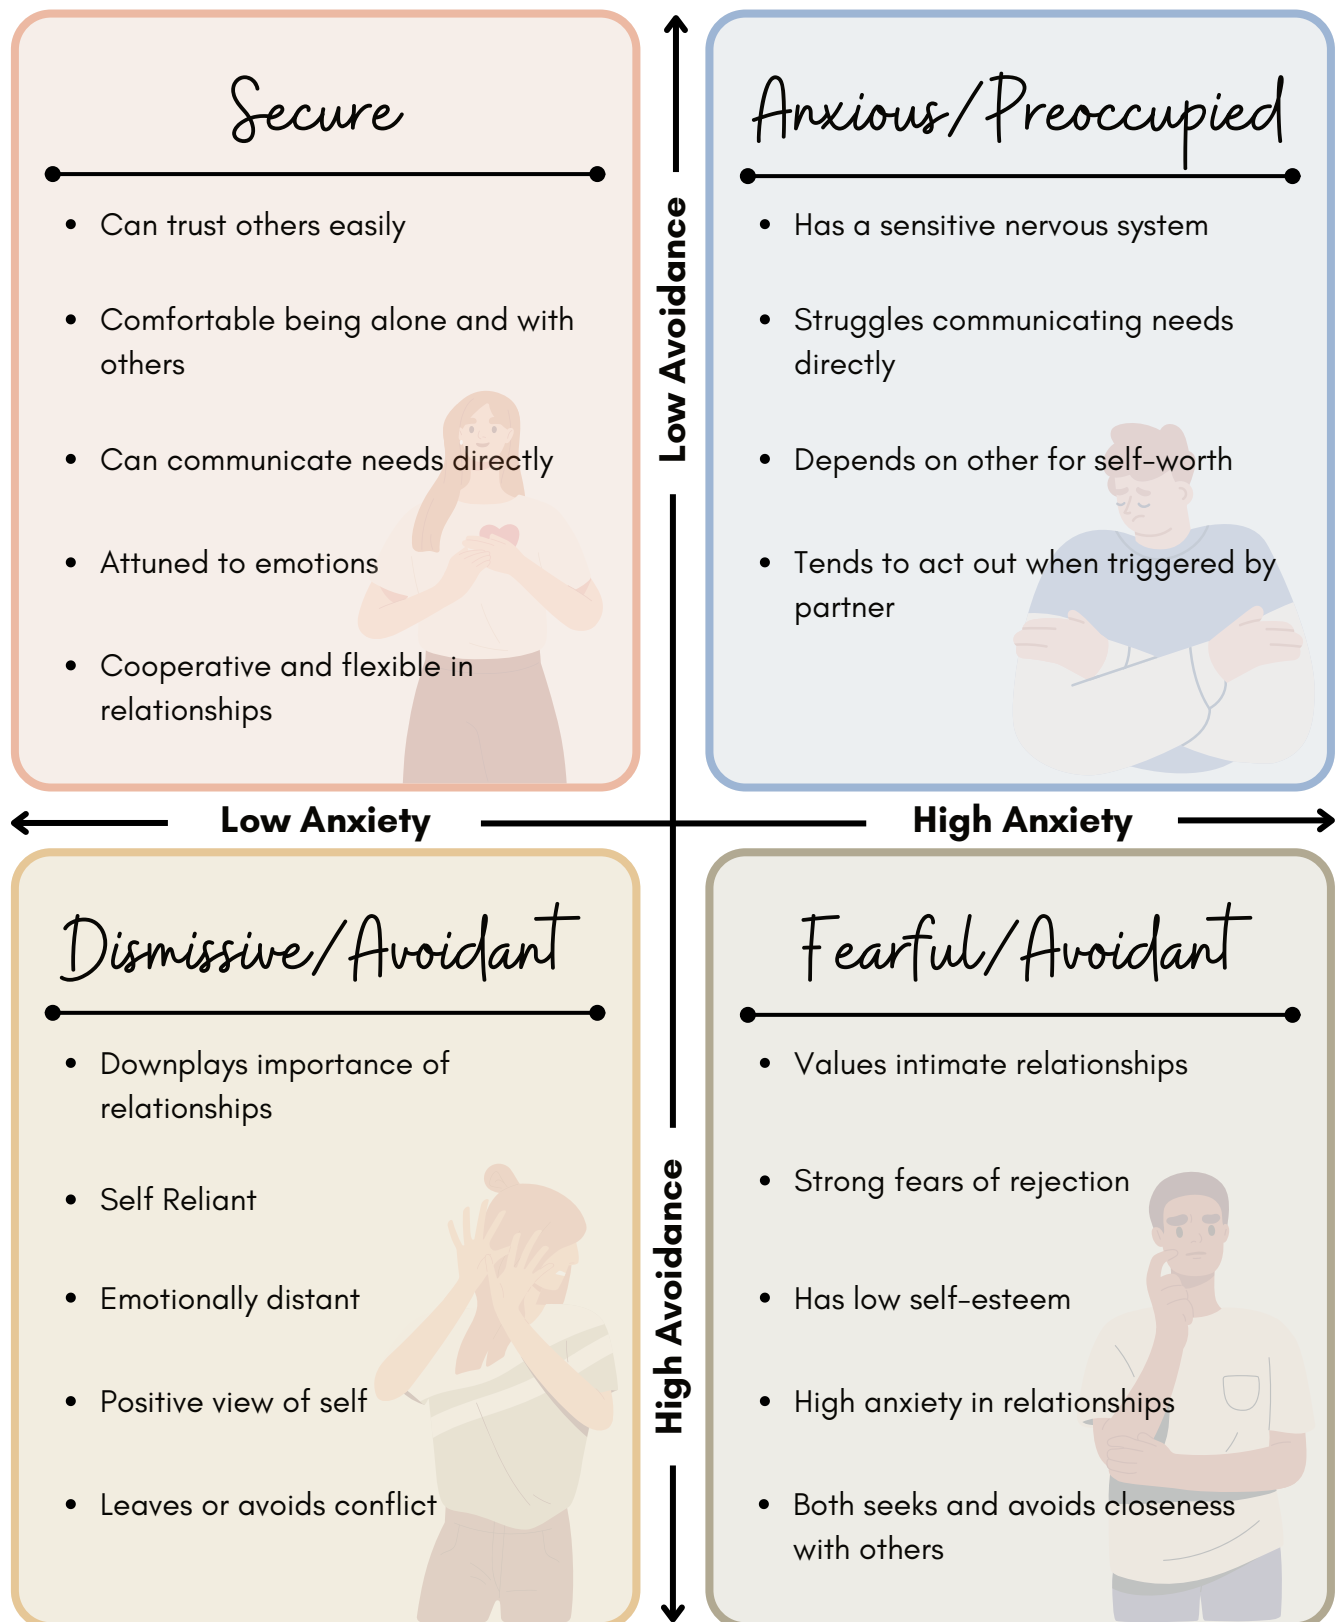 Secure
Can trust others easily
Comfortable being alone and with
others
Can communicate needs directly
Attuned to emotions
Cooperative and flexible in
relationships
Low Avoidance
Anxious/Preoccupied
Has a sensitive nervous system
Struggles communicating needs
directly
Depends on other for self-worth
Tends to act out when triggered by
partner
Low Anxiety
High Anxiety
Dismissive/Avoidant
Downplays importance of
relationships
Self Reliant
Emotionally distant
Positive view of self
Leaves or avoids conflict
High Avoidance
Fearful/Avoidant
Values intimate relationships
Strong fears of rejection
Has low self-esteem
High anxiety in relationships
Both seeks and avoids closeness
with others